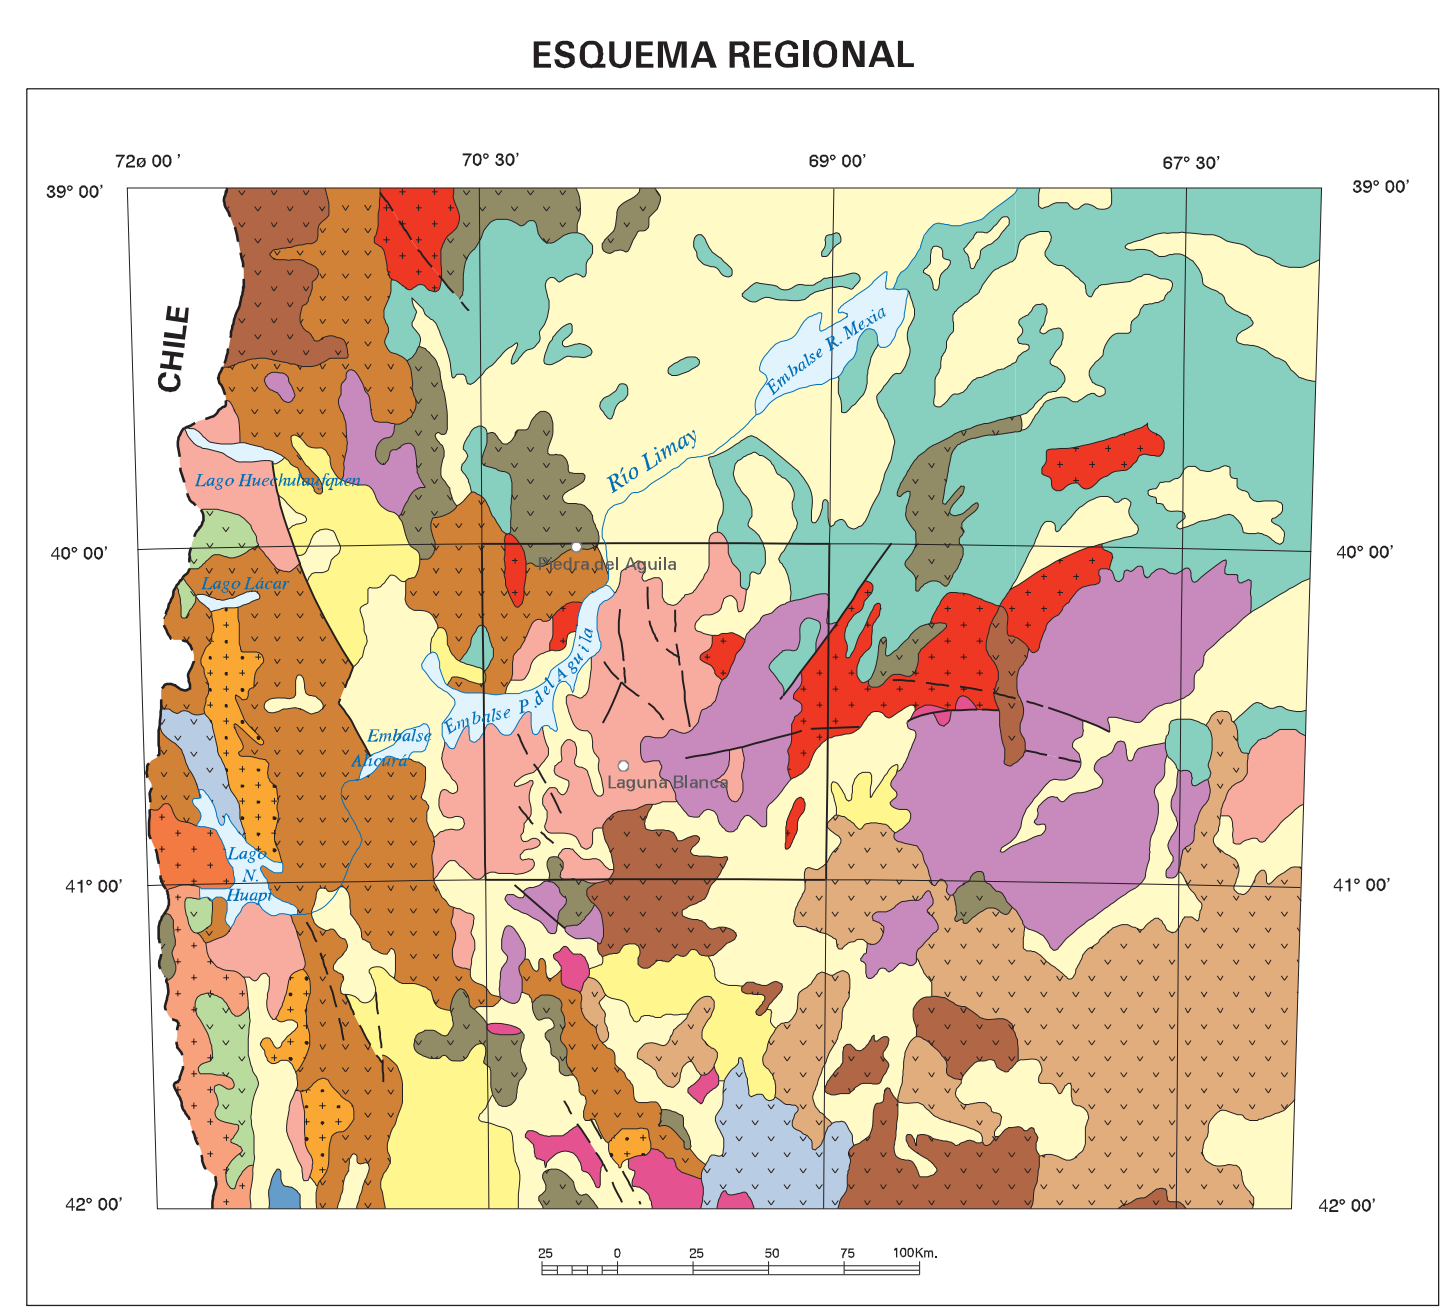 ESQUEMA REGIONAL
72ø 00 ’
70° 30’
69° 00’
67° 30’
39° 00’
39° 00’
CHILE
Embalse R. Mexia
Río Limay
Lago Huechulaufquen
40° 00’
40° 00’
Piedra del Aguila
Lago Lácar
Embalse P. del Aguila
Embalse
Alicurá
Laguna Blanca
Lago
N.
Huapi
41° 00’
41° 00’
42° 00’
42° 00’
25 0 25 50 75 100Km.